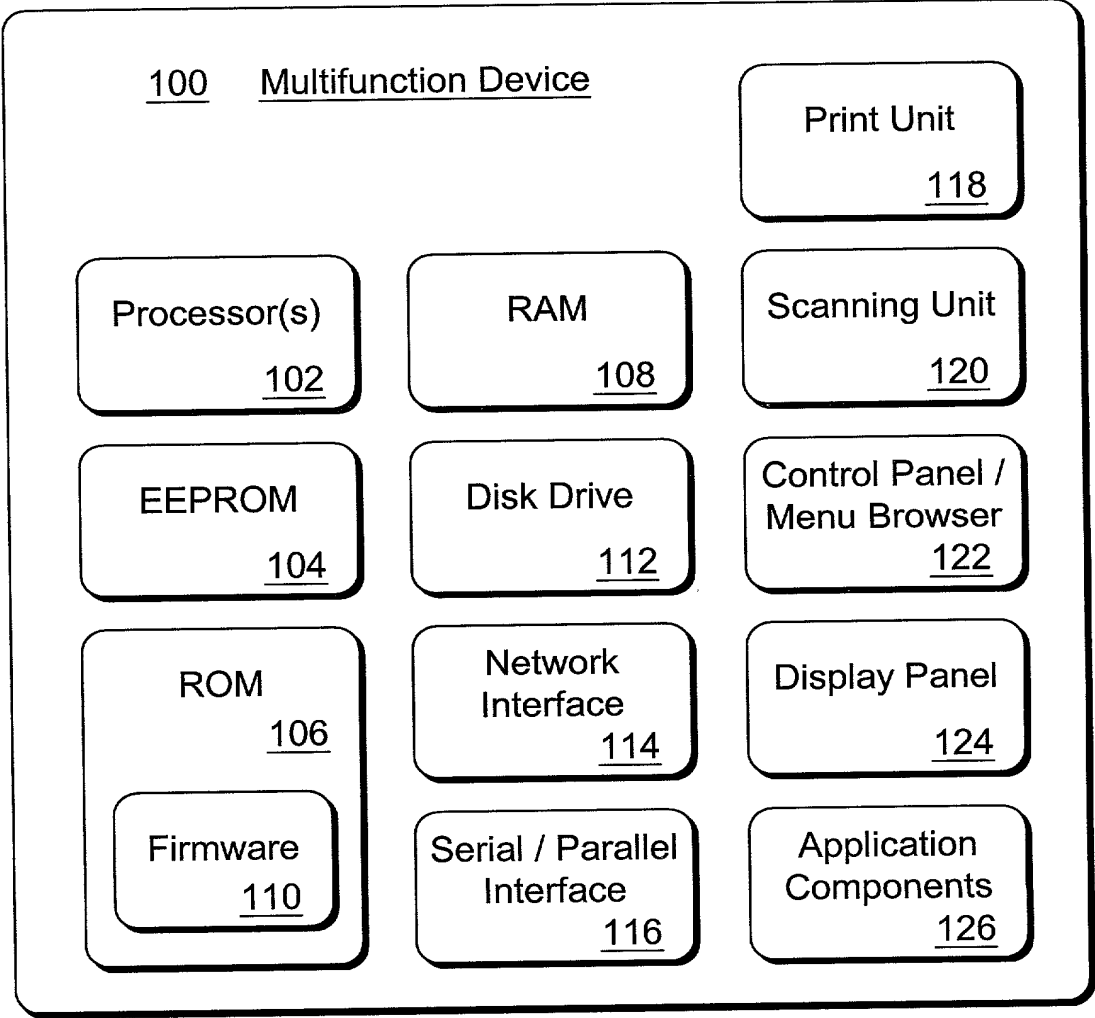 100 Multifunction Device
Print Unit
118
Processor(s)
102
RAM
108
Scanning Unit
120
EEPROM
104
Disk Drive
112
Control Panel /
Menu Browser
122
ROM
106
Firmware
110
Network
Interface
114
Display Panel
124
Serial / Parallel
Interface
116
Application
Components
126